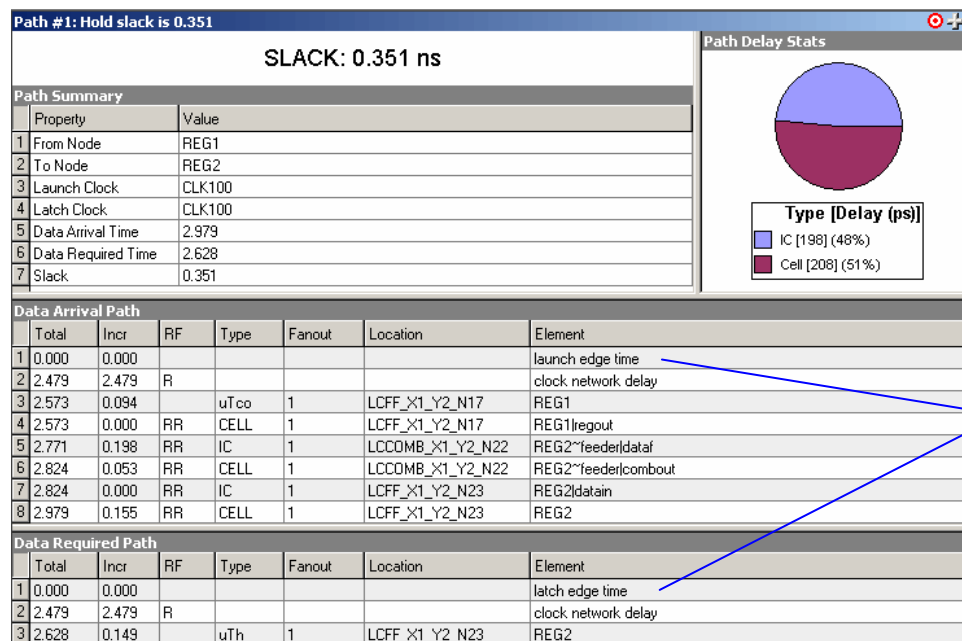 Path #1: Hold slack is 0.351
SLACK: 0.351 ns
Path Summary
Property Value
1 From Node REG1
2 To Node REG2
3 Launch Clock CLK100
4 Latch Clock CLK100
5 Data Arrival Time 2.979
6 Data Required Time 2.628
7 Slack 0.351
Path Delay Stats
Type [Delay (ps)]
IC [198] (48%)
Cell [208] (51%)
Data Arrival Path
Total Incr RF Type Fanout Location Element
1 0.000 0.000 launch edge time
2 2.479 2.479 R clock network delay
3 2.573 0.094 uTco 1 LCFF_X1_Y2_N17 REG1
4 2.573 0.000 RR CELL 1 LCFF_X1_Y2_N17 REG1|regout
5 2.771 0.198 RR IC 1 LCCOMB_X1_Y2_N22 REG2~feeder|dataf
6 2.824 0.053 RR CELL 1 LCCOMB_X1_Y2_N22 REG2~feeder|combout
7 2.824 0.000 RR IC 1 LCFF_X1_Y2_N23 REG2|datain
8 2.979 0.155 RR CELL 1 LCFF_X1_Y2_N23 REG2
Data Required Path
Total Incr RF Type Fanout Location Element
1 0.000 0.000 latch edge time
2 2.479 2.479 R clock network delay
3 2.628 0.149 uTh 1 LCFF_X1_Y2_N23 REG2